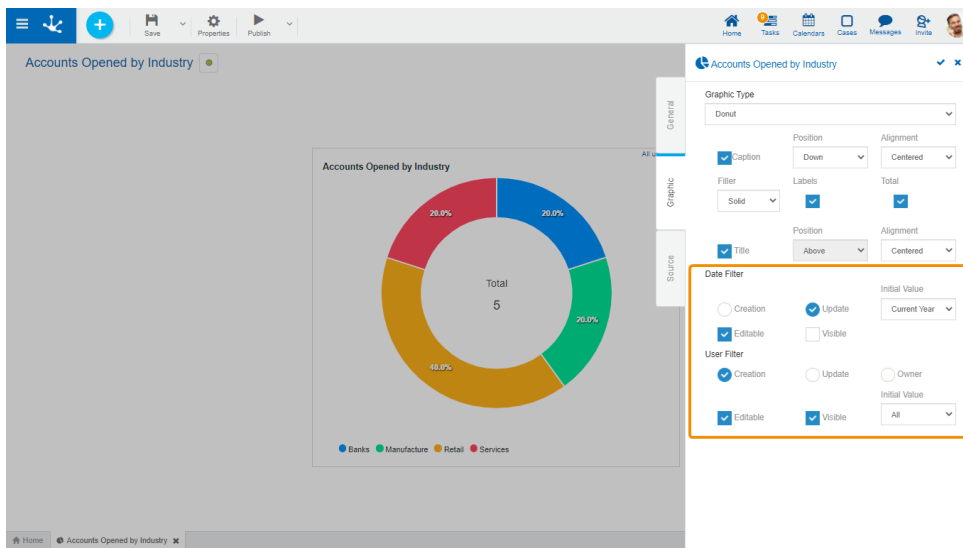 Save
Properties
Publish
Home
8
Tasks
Calendars
Cases
Messages
Invite
Accounts Opened by Industry
All u
Accounts Opened by Industry
20.0%
20.0%
20.0%
40.0%
Total
5
Banks Manufacture Retail Services
General
Graphic
Source
Accounts Opened by Industry
Graphic Type
Donut
Position Alignment
Caption Down Centered
Filler Labels Total
Solid
Position Alignment
Title Above Centered
Date Filter
Initial Value
Creation Update Current Year
Editable Visible
User Filter
Creation Update Owner
Initial Value
Editable Visible All
Home Accounts Opened by Industry